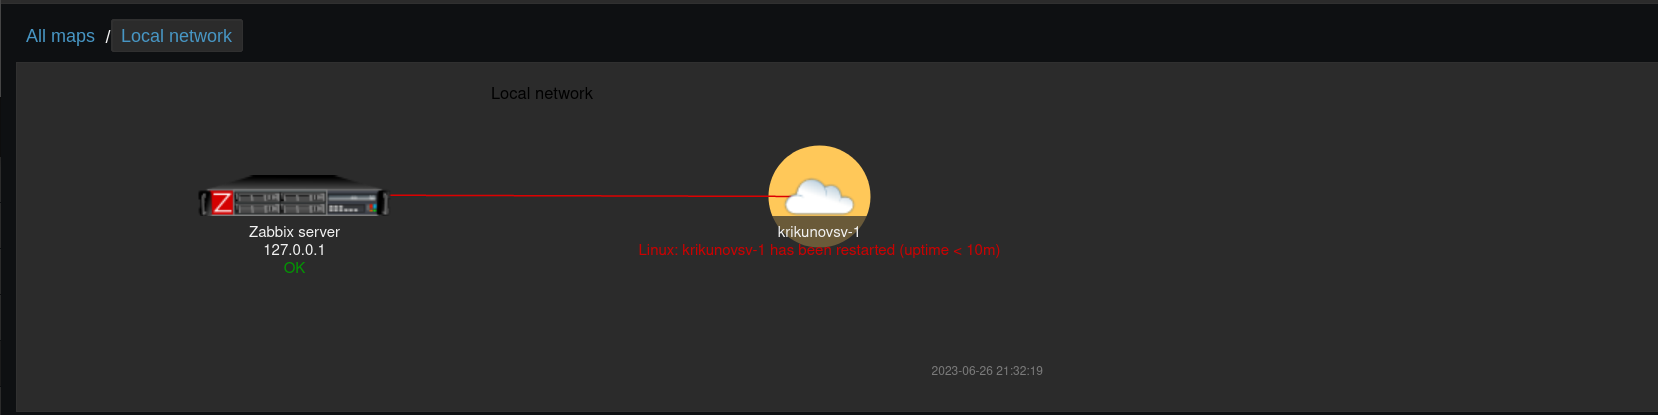 All maps / Local network
Local network
Z
Zabbix server
127.0.0.1
OK
krikunovsv-1
Linux: krikunovsv-1 has been restarted (uptime < 10m)
2023-06-26 21:32:19